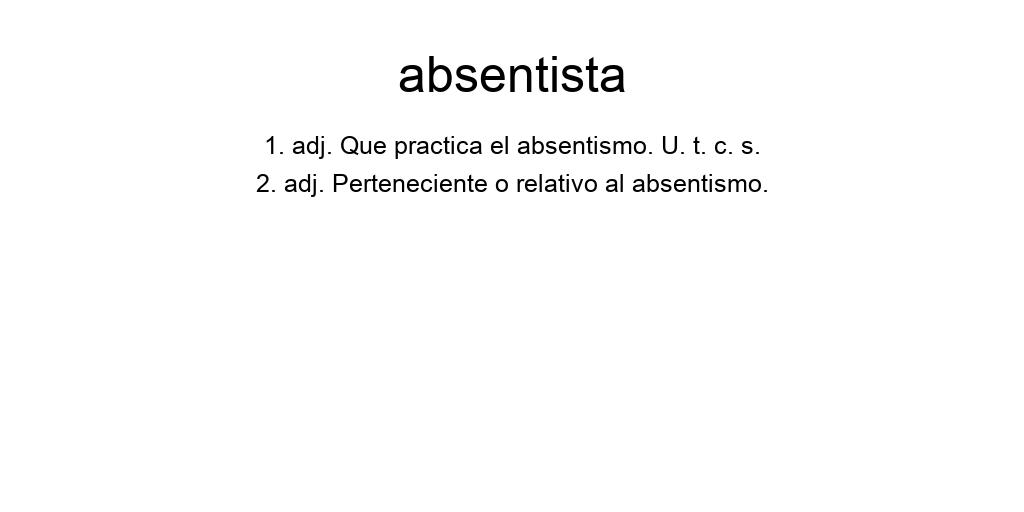 absentista
1. adj. Que practica el absentismo. U. t. c. s.
2. adj. Perteneciente o relativo al absentismo.